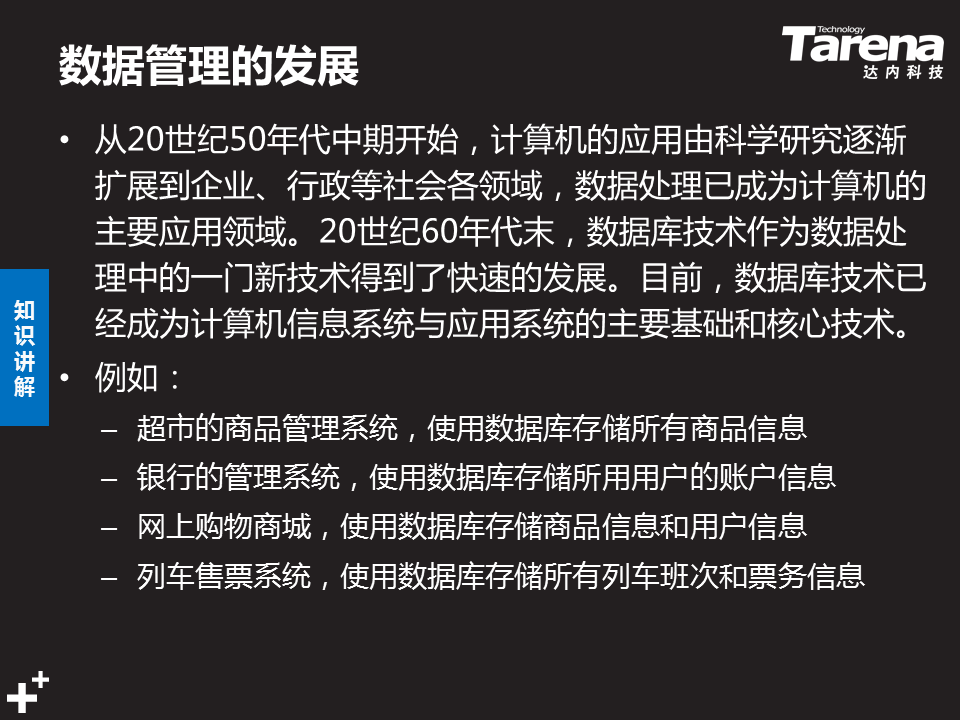 数据管理的发展
Technology
Tarena
达内科技
• 从20世纪50年代中期开始，计算机的应用由科学研究逐渐
扩展到企业、行政等社会各领域，数据处理已成为计算机的
主要应用领域。20世纪60年代末，数据库技术作为数据处
理中的一门新技术得到了快速的发展。目前，数据库技术已
经成为计算机信息系统与应用系统的主要基础和核心技术。
知识讲解
• 例如：
– 超市的商品管理系统，使用数据库存储所有商品信息
– 银行的管理系统，使用数据库存储所用用户的账户信息
– 网上购物商城，使用数据库存储商品信息和用户信息
– 列车售票系统，使用数据库存储所有列车班次和票务信息